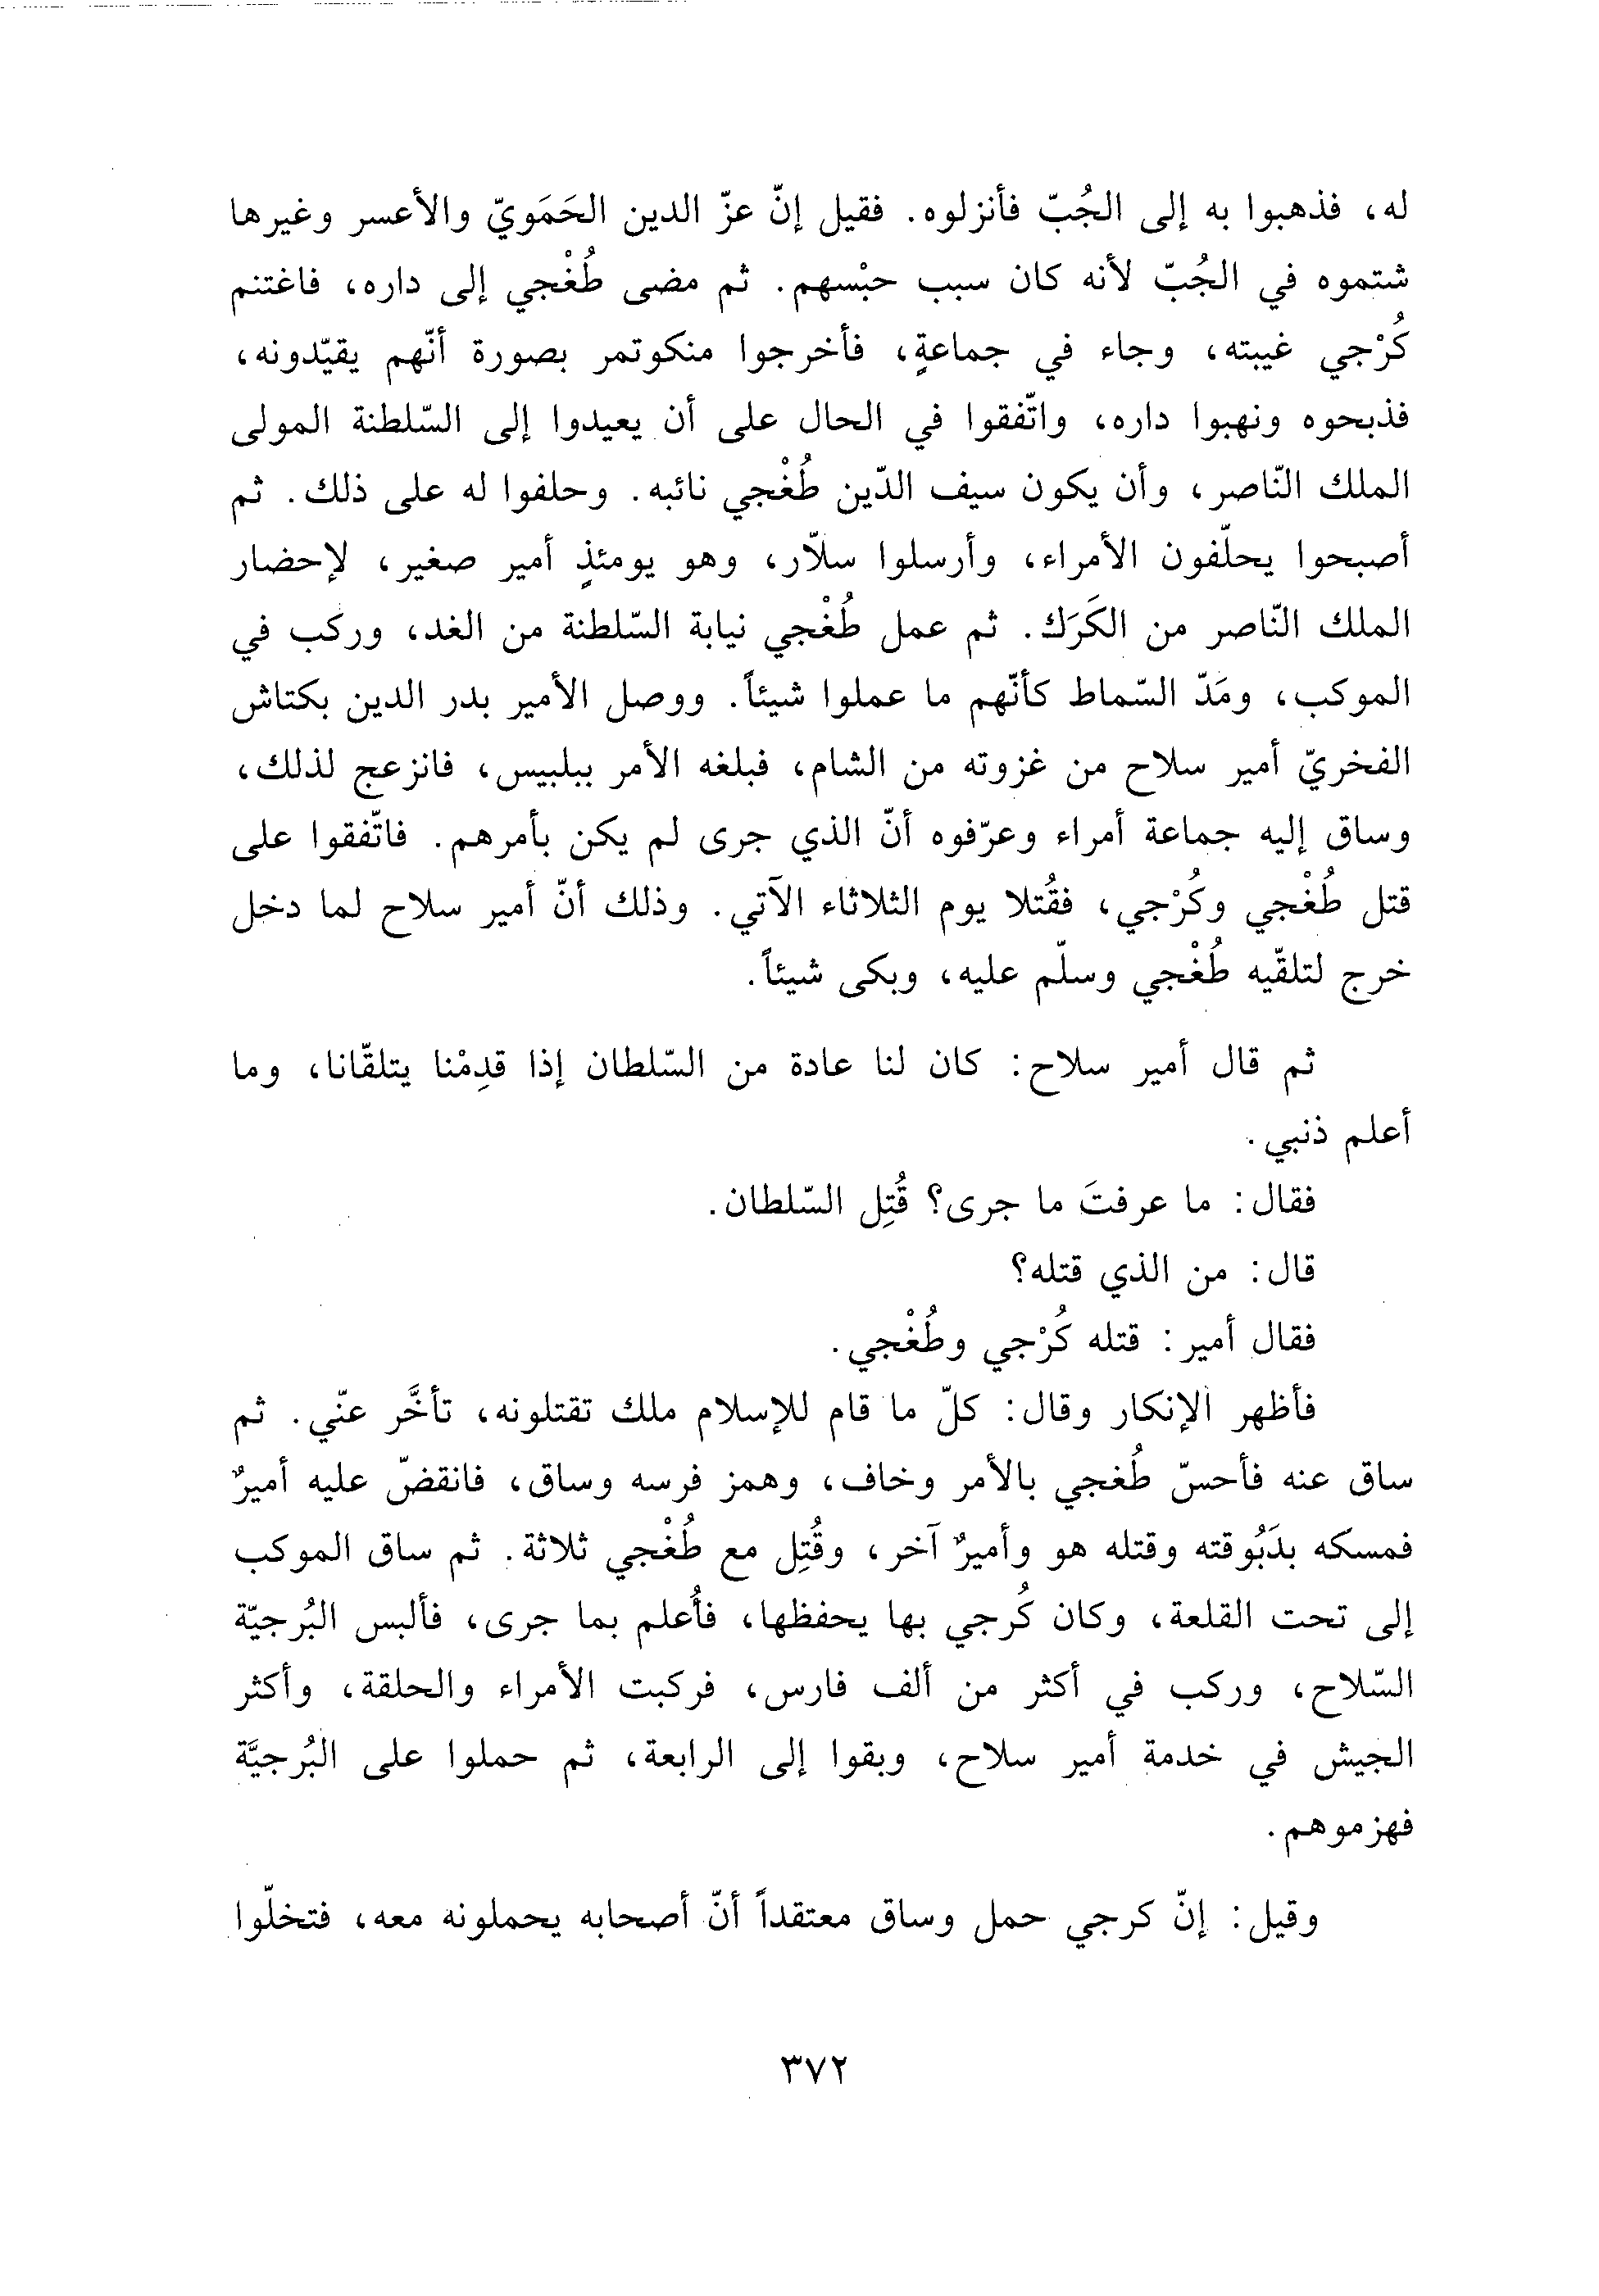 له، فذهبوا به إلى الجُبّ فأنزلوه. فقيل إنّ عزّ الدين الحَمَويّ والأعسر وغيرها
شتموه في الجُبّ لأنه كان سبب حبْسهم. ثم مضى طُغْجي إلى داره، فاغتنم
كُرْجي غيبته، وجاء في جماعةٍ، فأخرجوا منكوتمر بصورة أنّهم يقيّدونه،
فذبحوه ونهبوا داره، واتّفقوا في الحال على أن يعيدوا إلى السّلطنة المولى
الملك النّاصر، وأن يكون سيف الدّين طُغْجي نائبه. وحلفوا له على ذلك. ثم
أصبحوا يحلّفون الأمراء، وأرسلوا سلاّر، وهو يومئذٍ أمير صغير، لإحضار
الملك النّاصر من الكَرَك. ثم عمل طُغْجي نيابة السّلطنة من الغد، وركب في
الموكب، ومَدّ السّماط كأنّهم ما عملوا شيئاً. ووصل الأمير بدر الدين بكتاش
الفخريّ أمير سلاح من غزوته من الشام، فبلغه الأمر ببلبيس، فانزعج لذلك،
وساق إليه جماعة أمراء وعرّفوه أنّ الذي جرى لم يكن بأمرهم. فاتّفقوا على
قتل طُغْجي وكُرْجي، فقُتلا يوم الثلاثاء الآتي. وذلك أنّ أمير سلاح لما دخل
خرج لتلقّيه طُغْجي وسلّم عليه، وبكى شيئاً.
ثم قال أمير سلاح: كان لنا عادة من السّلطان إذا قدِمْنا يتلقّانا، وما
أعلم ذنبي.
فقال: ما عرفتَ ما جرى؟ قُتِل السّلطان.
قال: من الذي قتله؟
فقال أمير: قتله كُرْجي وطُغْجي.
فأظهر الإنكار وقال: كلّ ما قام للإسلام ملك تقتلونه، تأخَّر عنّي. ثم
ساق عنه فأحسّ طُغجي بالأمر وخاف، وهمز فرسه وساق، فانقضّ عليه أميرٌ
فمسكه بدَبُوقته وقتله هو وأميرٌ آخر، وقُتِل مع طُغْجي ثلاثة. ثم ساق الموكب
إلى تحت القلعة، وكان كُرجي بها يحفظها، فأُعلم بما جرى، فألبس البُرجيّة
السّلاح، وركب في أكثر من ألف فارس، فركبت الأمراء والحلقة، وأكثر
الجيش في خدمة أمير سلاح، وبقوا إلى الرابعة، ثم حملوا على البُرجيَّة
فهزموهم.
وقيل: إنّ كرجي حمل وساق معتقداً أنّ أصحابه يحملونه معه، فتخلّوا
٣٧٢